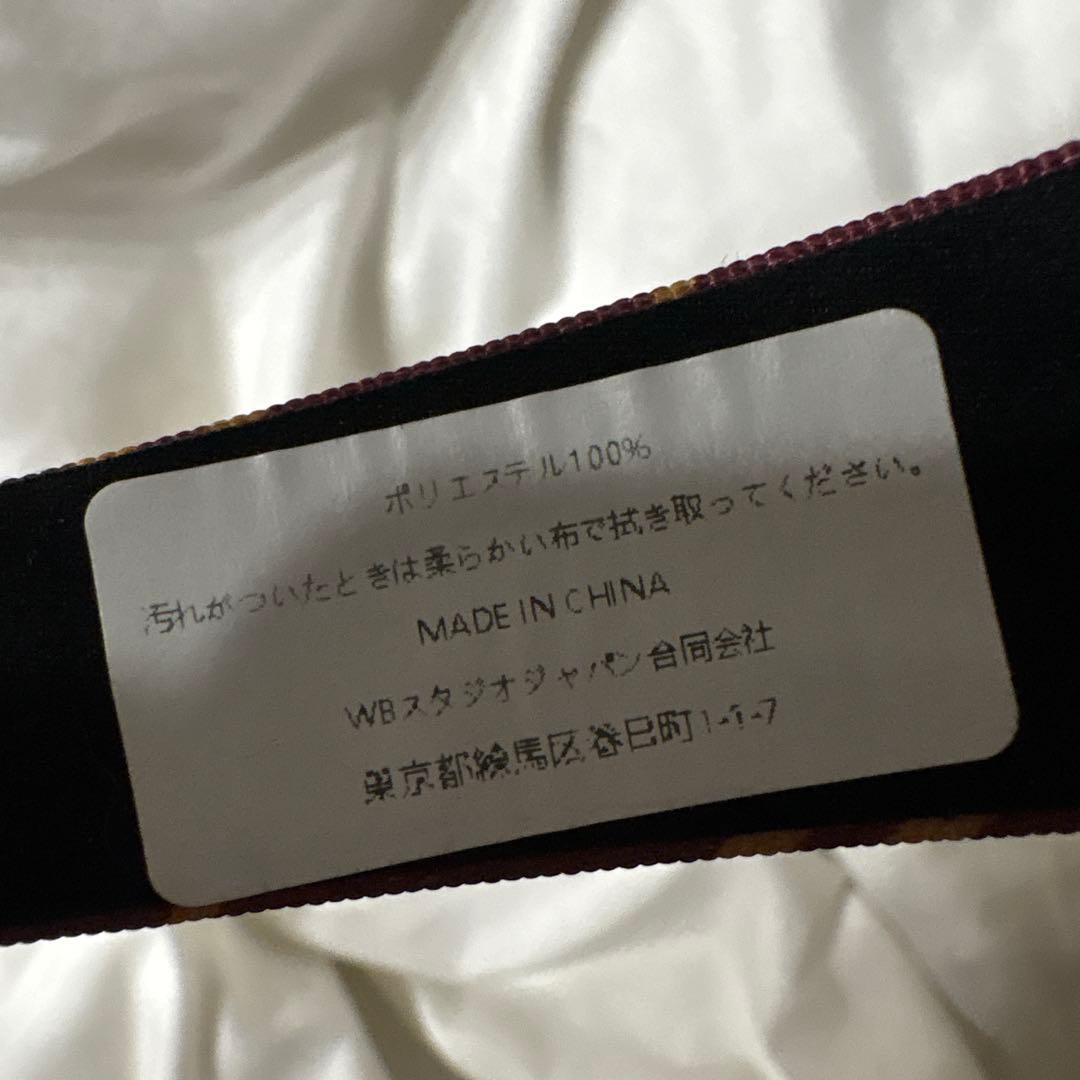 ポリエステル100%
汚れがついたときは柔らかい布で拭き取ってください。
MADE IN CHINA
WBスタジオジャパン合同会社
東京都練馬区春日町1-1-7